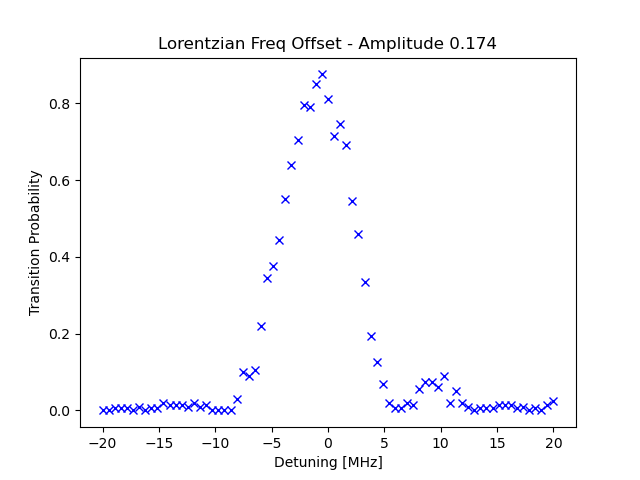 Lorentzian Freq Offset - Amplitude 0.174
Transition Probability
0.8
0.6
0.4
0.2
0.0
−20 −15 −10 −5 0 5 10 15 20
Detuning [MHz]